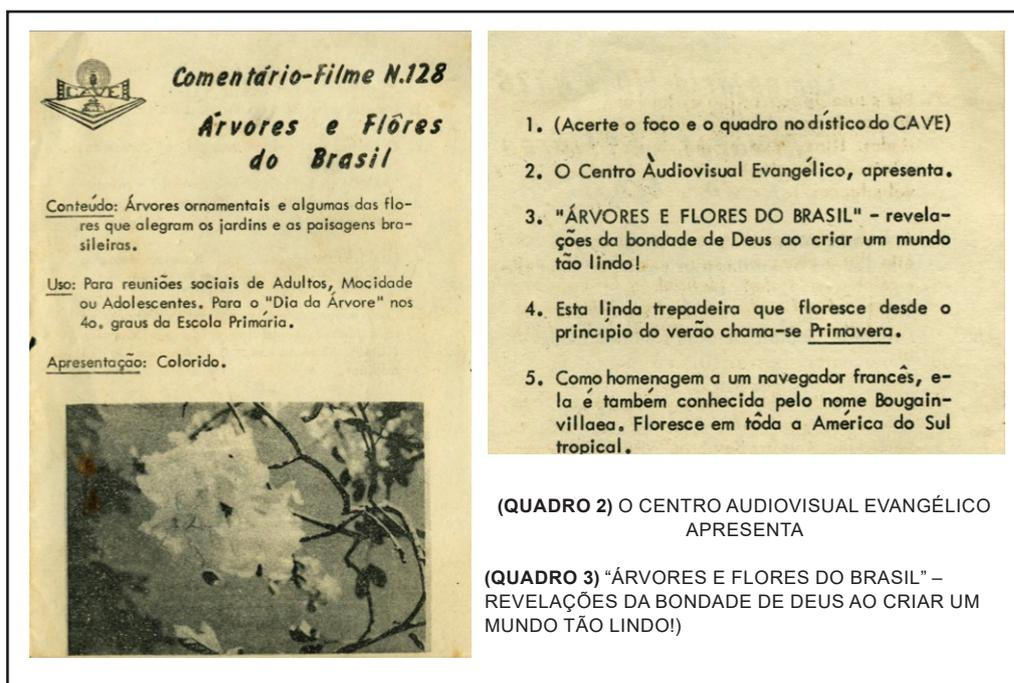 CAVE
Comentário-Filme N.128
Árvores e Flôres
do Brasil
Conteúdo: Árvores ornamentais e algumas das flo-
res que alegram os jardins e as paisagens bra-
sileiras.
Uso: Para reuniões sociais de Adultos, Mocidade
ou Adolescentes. Para o "Dia da Árvore" nos
4o. graus da Escola Primária.
Apresentação: Colorido.
1. (Acerte o foco e o quadro no dístico do CAVE)
2. O Centro Àudiovisual Evangélico, apresenta.
3. "ÁRVORES E FLORES DO BRASIL" - revela-
ções da bondade de Deus ao criar um mundo
tão lindo!
4. Esta linda trepadeira que floresce desde o
princípio do verão chama-se Primavera.
5. Como homenagem a um navegador francês, e-
la é também conhecida pelo nome Bougain-
villaea. Floresce em tôda a América do Sul
tropical.
(QUADRO 2) O CENTRO AUDIOVISUAL EVANGÉLICO
APRESENTA
(QUADRO 3) “ÁRVORES E FLORES DO BRASIL” –
REVELAÇÕES DA BONDADE DE DEUS AO CRIAR UM
MUNDO TÃO LINDO!)